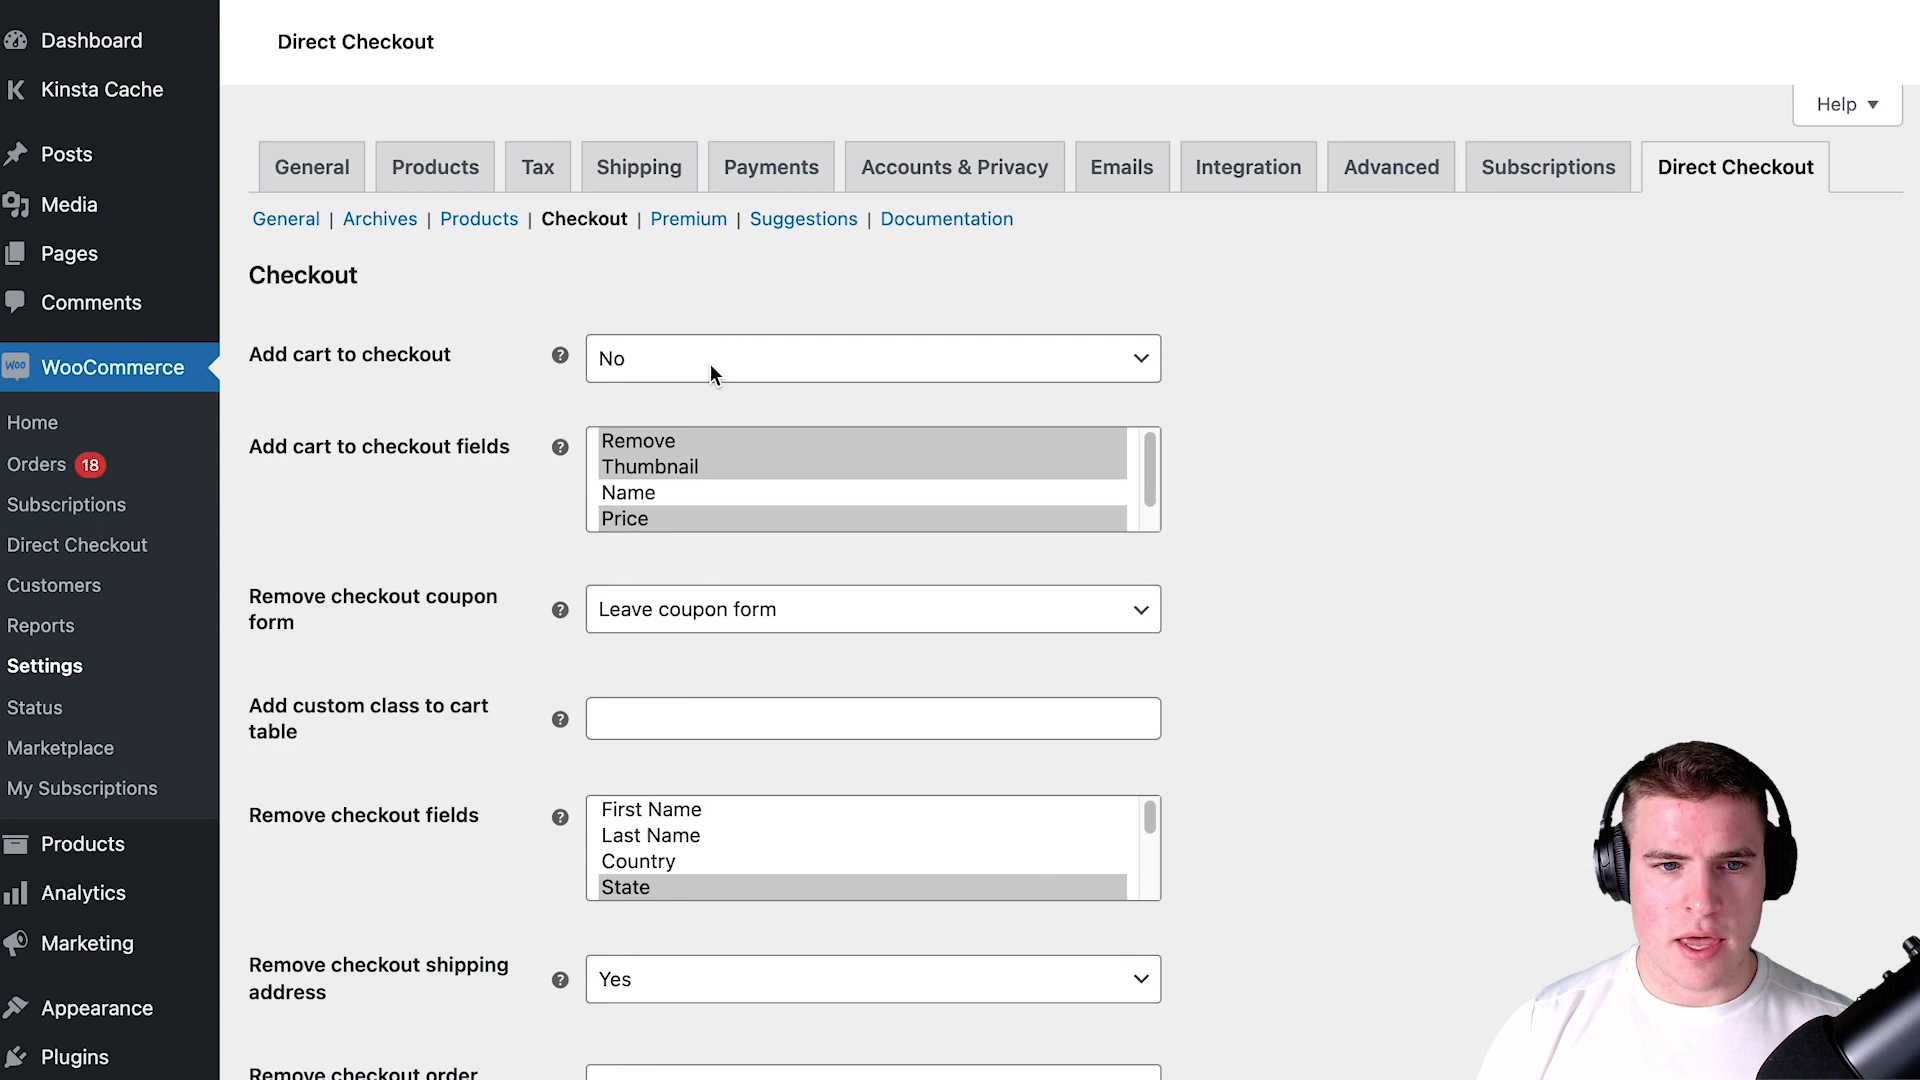 Dashboard
Kinsta Cache
Posts
Media
Pages
Comments
WOO WooCommerce
Home
Orders 18
Subscriptions
Direct Checkout
Customers
Reports
Settings
Status
Marketplace
My Subscriptions
Products
Analytics
Marketing
Appearance
Plugins
Direct Checkout
Help ▼
General Products Tax Shipping Payments Accounts & Privacy Emails Integration Advanced Subscriptions Direct Checkout
General | Archives | Products | Checkout | Premium | Suggestions | Documentation
Checkout
Add cart to checkout ? No
Add cart to checkout fields ? Remove
Thumbnail
Name
Price
Remove checkout coupon
form ? Leave coupon form
Add custom class to cart
table ?
Remove checkout fields ? First Name
Last Name
Country
State
Remove checkout shipping
address ? Yes
Remove checkout order